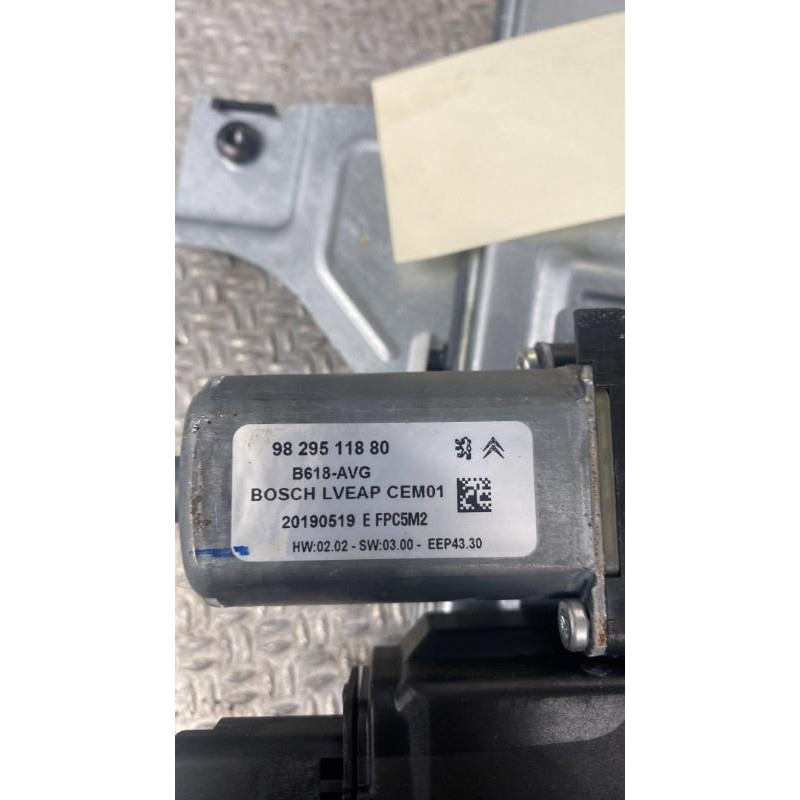 98 295 118 80
B618-AVG
BOSCH LVEAP CEM01
20190519 E FPC5M2
HW:02.02 - SW:03.00 - EEP43.30